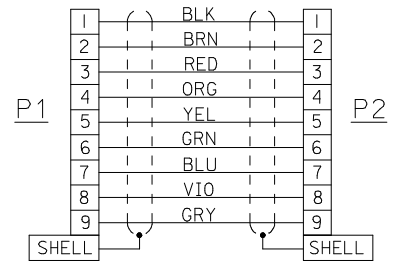 1 BLK 1
2 BRN 2
3 RED 3
4 ORG 4
P1 P2
5 YEL 5
6 GRN 6
7 BLU 7
8 VIO 8
9 GRY 9
SHELL SHELL